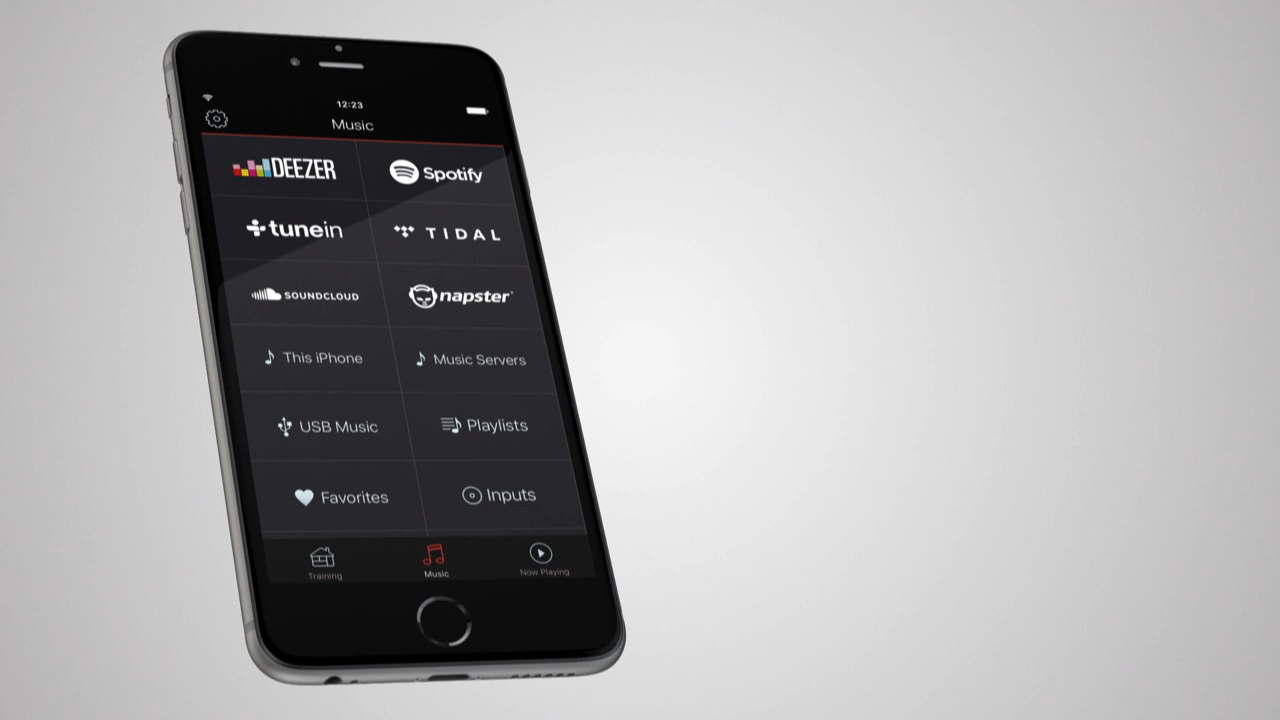 12:23
Music
DEEZER
Spotify
tunein
TIDAL
SOUNDCLOUD
napster
This iPhone
Music Servers
USB Music
Playlists
Favorites
Inputs
Training
Music
Now Playing